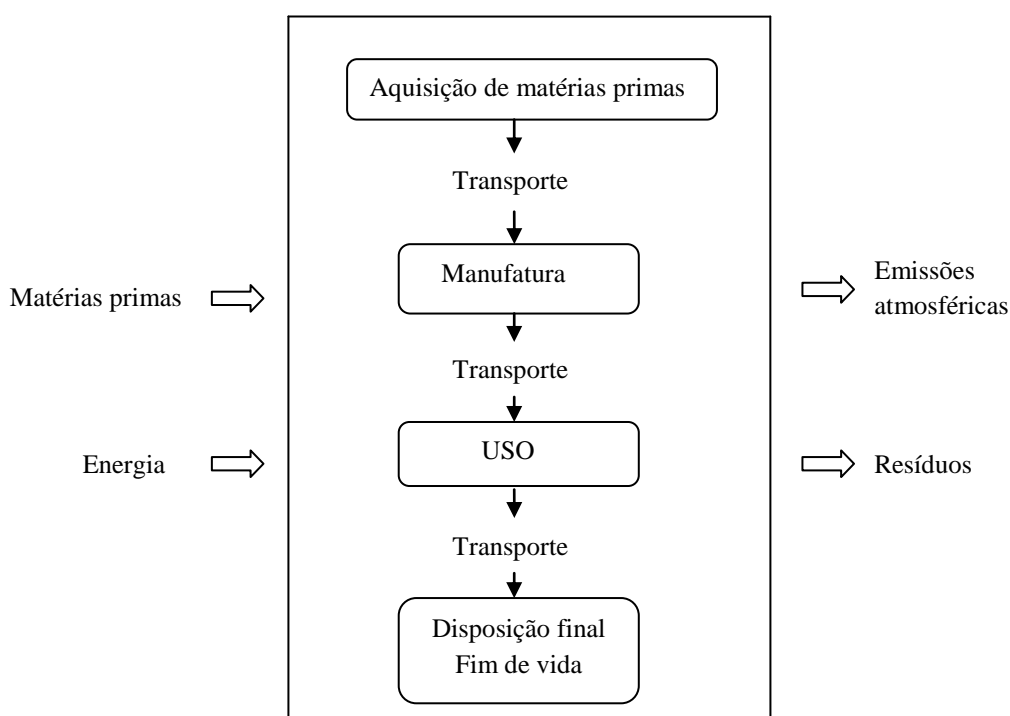 Aquisição de matérias primas
Transporte
Manufatura
Matérias primas
Emissões
atmosféricas
Transporte
USO
Energia
Resíduos
Transporte
Disposição final
Fim de vida